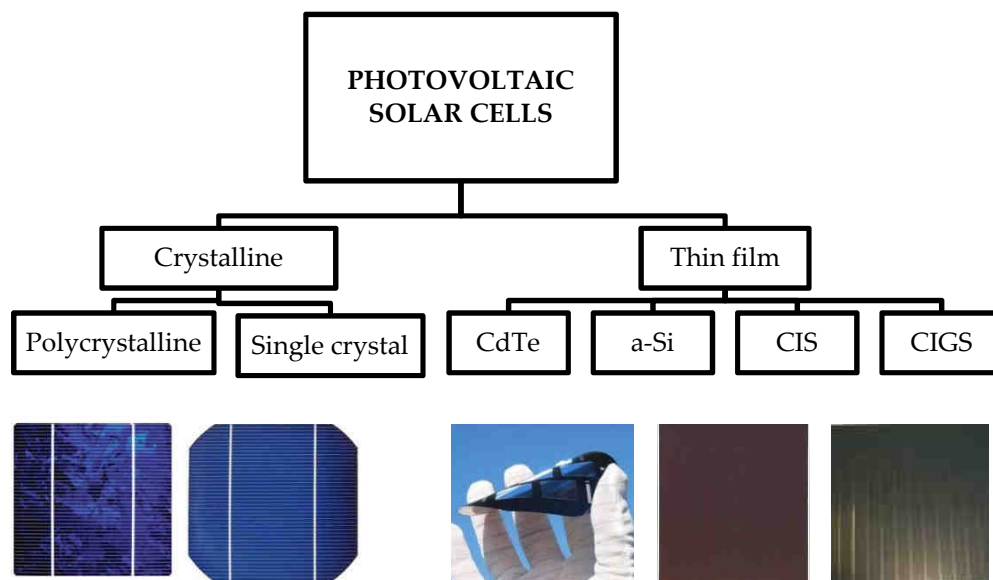 PHOTOVOLTAIC
SOLAR CELLS
Crystalline
Thin film
Polycrystalline
Single crystal
CdTe
a-Si
CIS
CIGS